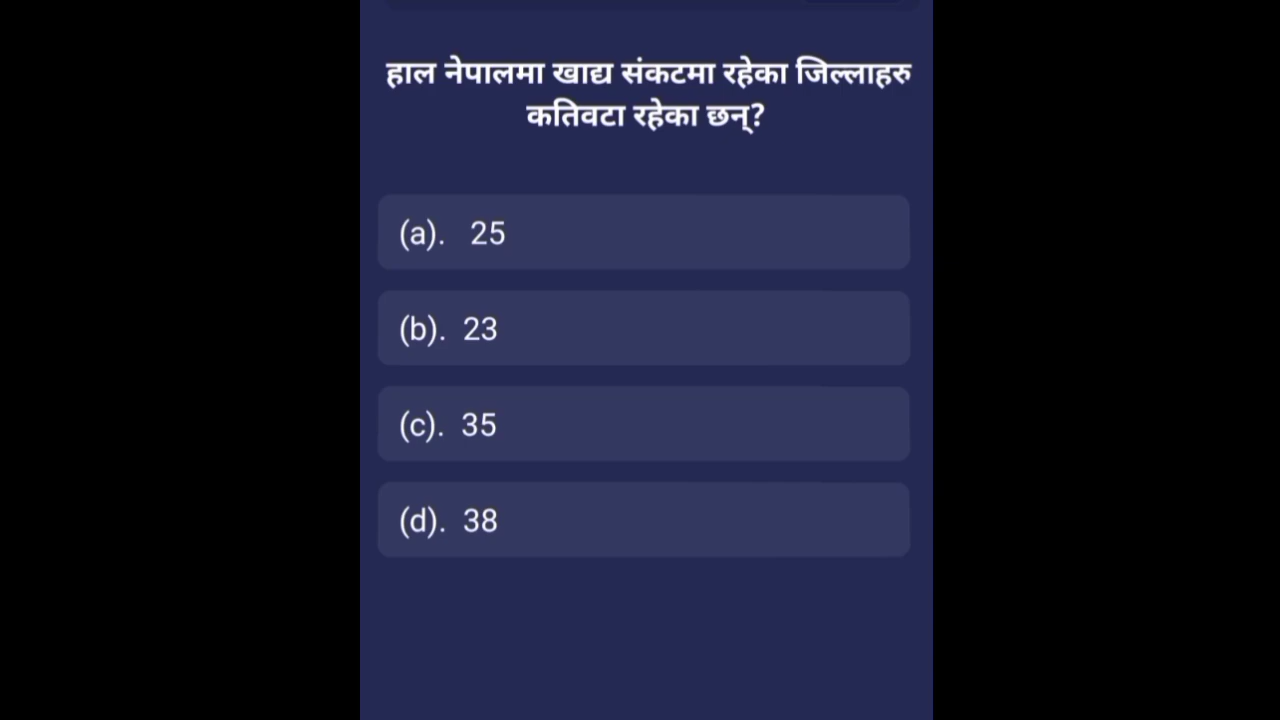 हाल नेपालमा खाद्य संकटमा रहेका जिल्लाहरु
कतिवटा रहेका छन्?
(a). 25
(b). 23
(c). 35
(d). 38